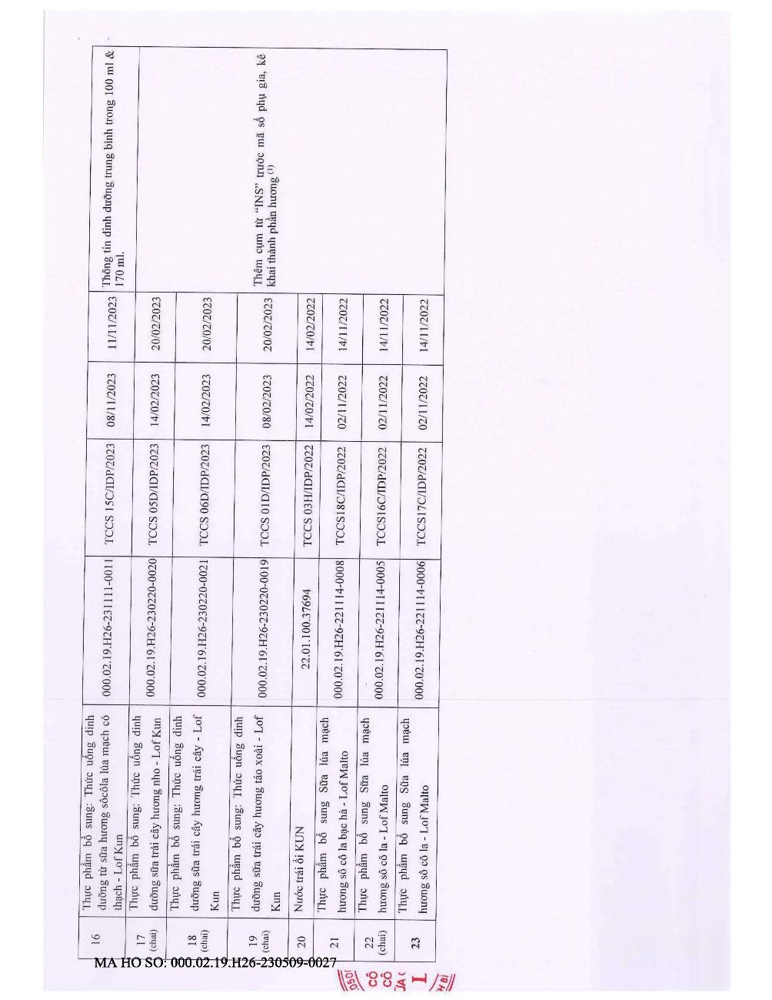 16
Thực phẩm bổ sung: Thức uống dinh
dưỡng từ sữa hương sôcôla lúa mạch có
thạch - Lof Kun
000.02.19.H26-231111-0011
TCCS 15C/IDP/2023
08/11/2023
11/11/2023
Thông tin dinh dưỡng trung bình trong 100 ml &
170 ml.
17
(chai)
Thực phẩm bổ sung: Thức uống dinh
dưỡng sữa trái cây hương nho - Lof Kun
000.02.19.H26-230220-0020
TCCS 05D/IDP/2023
14/02/2023
20/02/2023
18
(chai)
Thực phẩm bổ sung: Thức uống dinh
dưỡng sữa trái cây hương trái cây - Lof
Kun
000.02.19.H26-230220-0021
TCCS 06D/IDP/2023
14/02/2023
20/02/2023
19
(chai)
Thực phẩm bổ sung: Thức uống dinh
dưỡng sữa trái cây hương táo xoài - Lof
Kun
000.02.19.H26-230220-0019
TCCS 01D/IDP/2023
08/02/2023
20/02/2023
Thêm cụm từ “INS” trước mã số phụ gia, kê
khai thành phần hương (1)
20
Nước trái ổi KUN
22.01.100.37694
TCCS 03H/IDP/2022
14/02/2022
14/02/2022
21
Thực phẩm bổ sung Sữa lúa mạch
hương sô cô la bạc hà - Lof Malto
000.02.19.H26-221114-0008
TCCS18C/IDP/2022
02/11/2022
14/11/2022
22
(chai)
Thực phẩm bổ sung Sữa lúa mạch
hương sô cô la - Lof Malto
000.02.19.H26-221114-0005
TCCS16C/IDP/2022
02/11/2022
14/11/2022
23
Thực phẩm bổ sung Sữa lúa mạch
hương sô cô la - Lof Malto
000.02.19.H26-221114-0006
TCCS17C/IDP/2022
02/11/2022
14/11/2022
MA HO SO: 000.02.19.H26-230509-0027
CÔ
CÔ